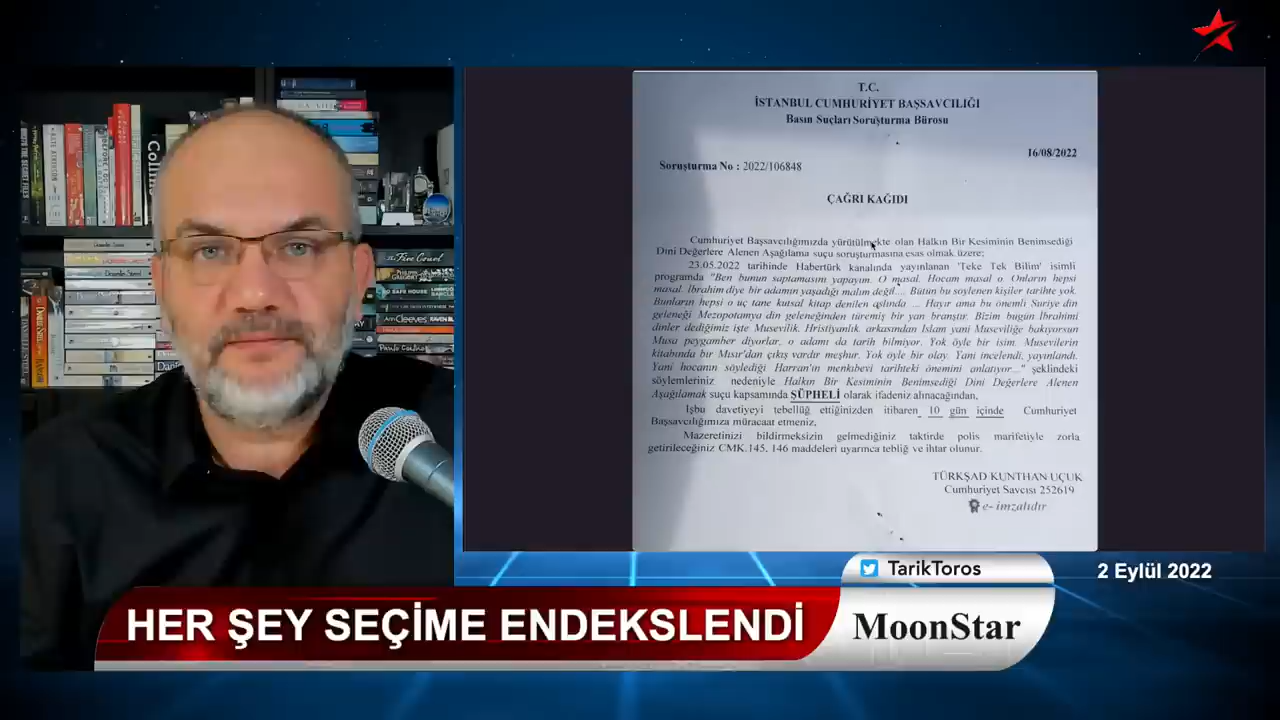 T.C.
İSTANBUL CUMHURİYET BAŞSAVCILIĞI
Basın Suçları Soruşturma Bürosu
16/08/2022
Soruşturma No : 2022/106848
ÇAĞRI KAĞIDI
Cumhuriyet Başsavcılığımızda yürütülmekte olan Halkın Bir Kesiminin Benimsediği
Dini Değerlere Alenen Aşağılama suçu soruşturmasına esas olmak üzere;
23.05.2022 tarihinde Habertürk kanalında yayınlanan 'Teke Tek Bilim' isimli
programda "Ben bunun saptamasını yapayım. O masal. Hocam masal o Onların hepsi
masal. İbrahim diye bir adamın yaşadığı malum değil.... Bütün bu söylenen kişiler tarihte yok.
Bunların hepsi o üç tane kutsal kitap denilen aslında .... Hayır ama bu önemli Suriye din
geleneği Mezopotamya din geleneğinden türemiş bir yan branştır. Bizim bugün İbrahimi
dinler dediğimiz işte Musevilik, Hristiyanlık arkasından İslam yani Museviliğe bakıyorsun
Musa peygamber diyorlar, o adamı da tarih bilmiyor. Yok öyle bir isim. Musevilerin
kitabında bir Mısır'dan çıkış vardır meşhur. Yok öyle bir olay. Yani incelendi, yayınlandı.
Yani hocanın söylediği Harran'ın menkıbevi tarihteki önemini anlatıyor..." şeklindeki
söylemleriniz nedeniyle Halkın Bir Kesiminin Benimsediği Dini Değerlere Alenen
Aşağılamak suçu kapsamında ŞÜPHELİ olarak ifadeniz alınacağından,
İşbu davetiyeyi tebellüğ ettiğinizden itibaren 10 gün içinde Cumhuriyet
Başsavcılığımıza müracaat etmeniz,
Mazeretinizi bildirmeksizin gelmediğiniz taktirde polis marifetiyle zorla
getirileceğiniz CMK.145, 146 maddeleri uyarınca tebliğ ve ihtar olunur.
TÜRKŞAD KUNTHAN UÇUK
Cumhuriyet Savcısı 252619
e- imzalıdır
TarikToros
2 Eylül 2022
HER ŞEY SEÇİME ENDEKSLENDİ
MoonStar